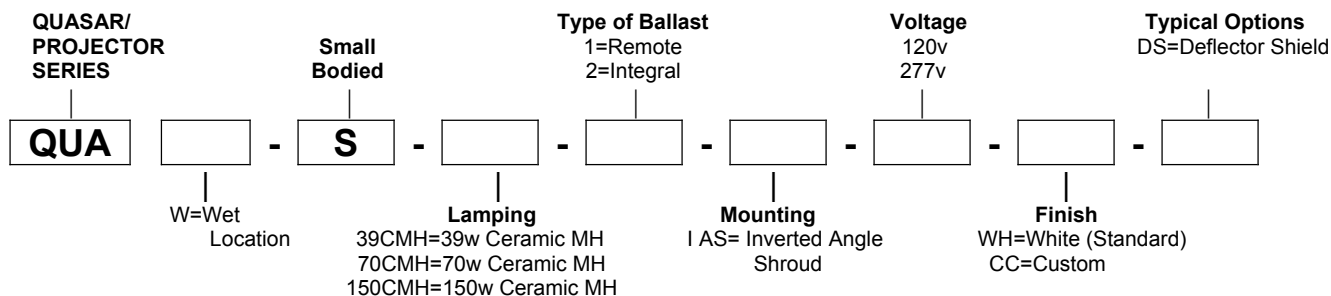 QUASAR/
PROJECTOR
SERIES
Small
Bodied
Type of Ballast
1=Remote
2=Integral
Voltage
120v
277v
Typical Options
DS=Deflector Shield
QUA - S - - - - - -
W=Wet
Location
Lamping
39CMH=39w Ceramic MH
70CMH=70w Ceramic MH
150CMH=150w Ceramic MH
Mounting
I AS= Inverted Angle
Shroud
Finish
WH=White (Standard)
CC=Custom